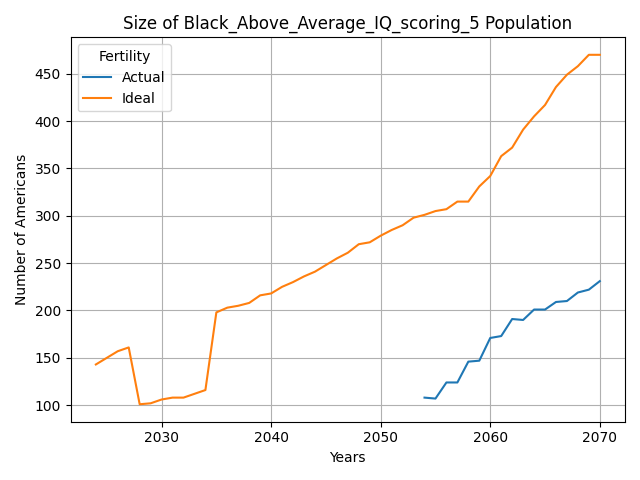 Size of Black_Above_Average_IQ_scoring_5 Population
Fertility
Actual
Ideal
Number of Americans
450
400
350
300
250
200
150
100
2030 2040 2050 2060 2070
Years